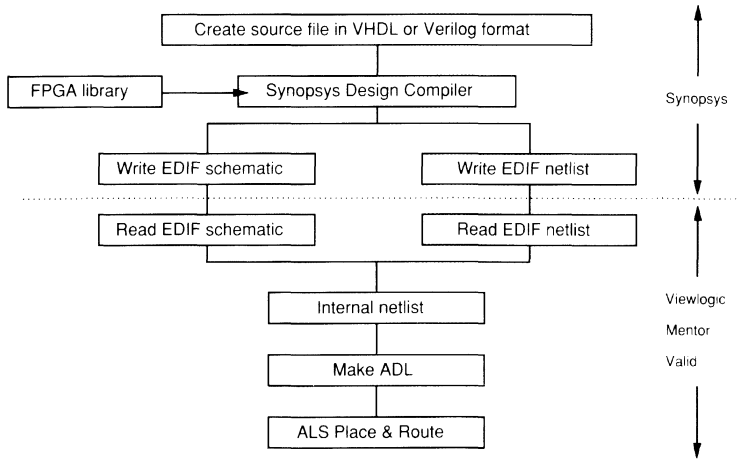 Create source file in VHDL or Verilog format
FPGA library
Synopsys Design Compiler
Synopsys
Write EDIF schematic
Write EDIF netlist
Read EDIF schematic
Read EDIF netlist
Internal netlist
Viewlogic
Mentor
Valid
Make ADL
ALS Place & Route